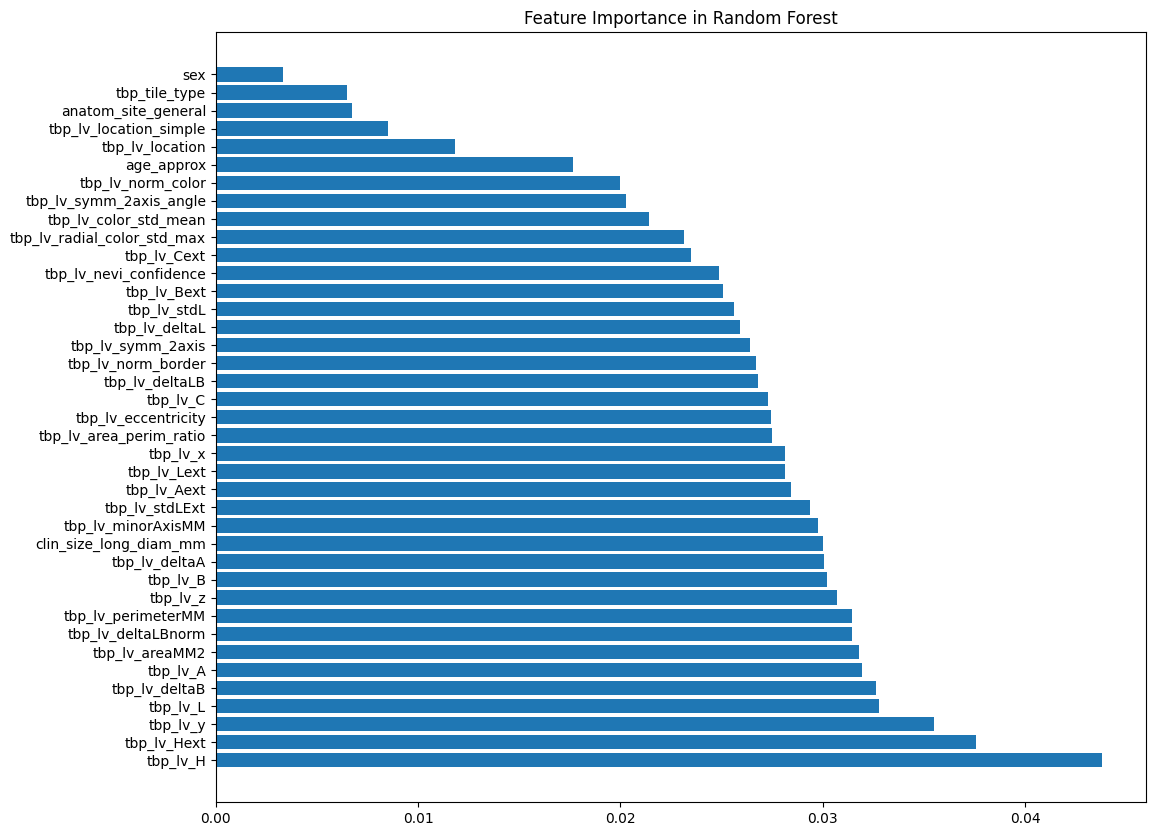 Feature Importance in Random Forest
sex
tbp_tile_type
anatom_site_general
tbp_lv_location_simple
tbp_lv_location
age_approx
tbp_lv_norm_color
tbp_lv_symm_2axis_angle
tbp_lv_color_std_mean
tbp_lv_radial_color_std_max
tbp_lv_Cext
tbp_lv_nevi_confidence
tbp_lv_Bext
tbp_lv_stdL
tbp_lv_deltaL
tbp_lv_symm_2axis
tbp_lv_norm_border
tbp_lv_deltaLB
tbp_lv_C
tbp_lv_eccentricity
tbp_lv_area_perim_ratio
tbp_lv_x
tbp_lv_Lext
tbp_lv_Aext
tbp_lv_stdLExt
tbp_lv_minorAxisMM
clin_size_long_diam_mm
tbp_lv_deltaA
tbp_lv_B
tbp_lv_z
tbp_lv_perimeterMM
tbp_lv_deltaLBnorm
tbp_lv_areaMM2
tbp_lv_A
tbp_lv_deltaB
tbp_lv_L
tbp_lv_y
tbp_lv_Hext
tbp_lv_H
0.00 0.01 0.02 0.03 0.04